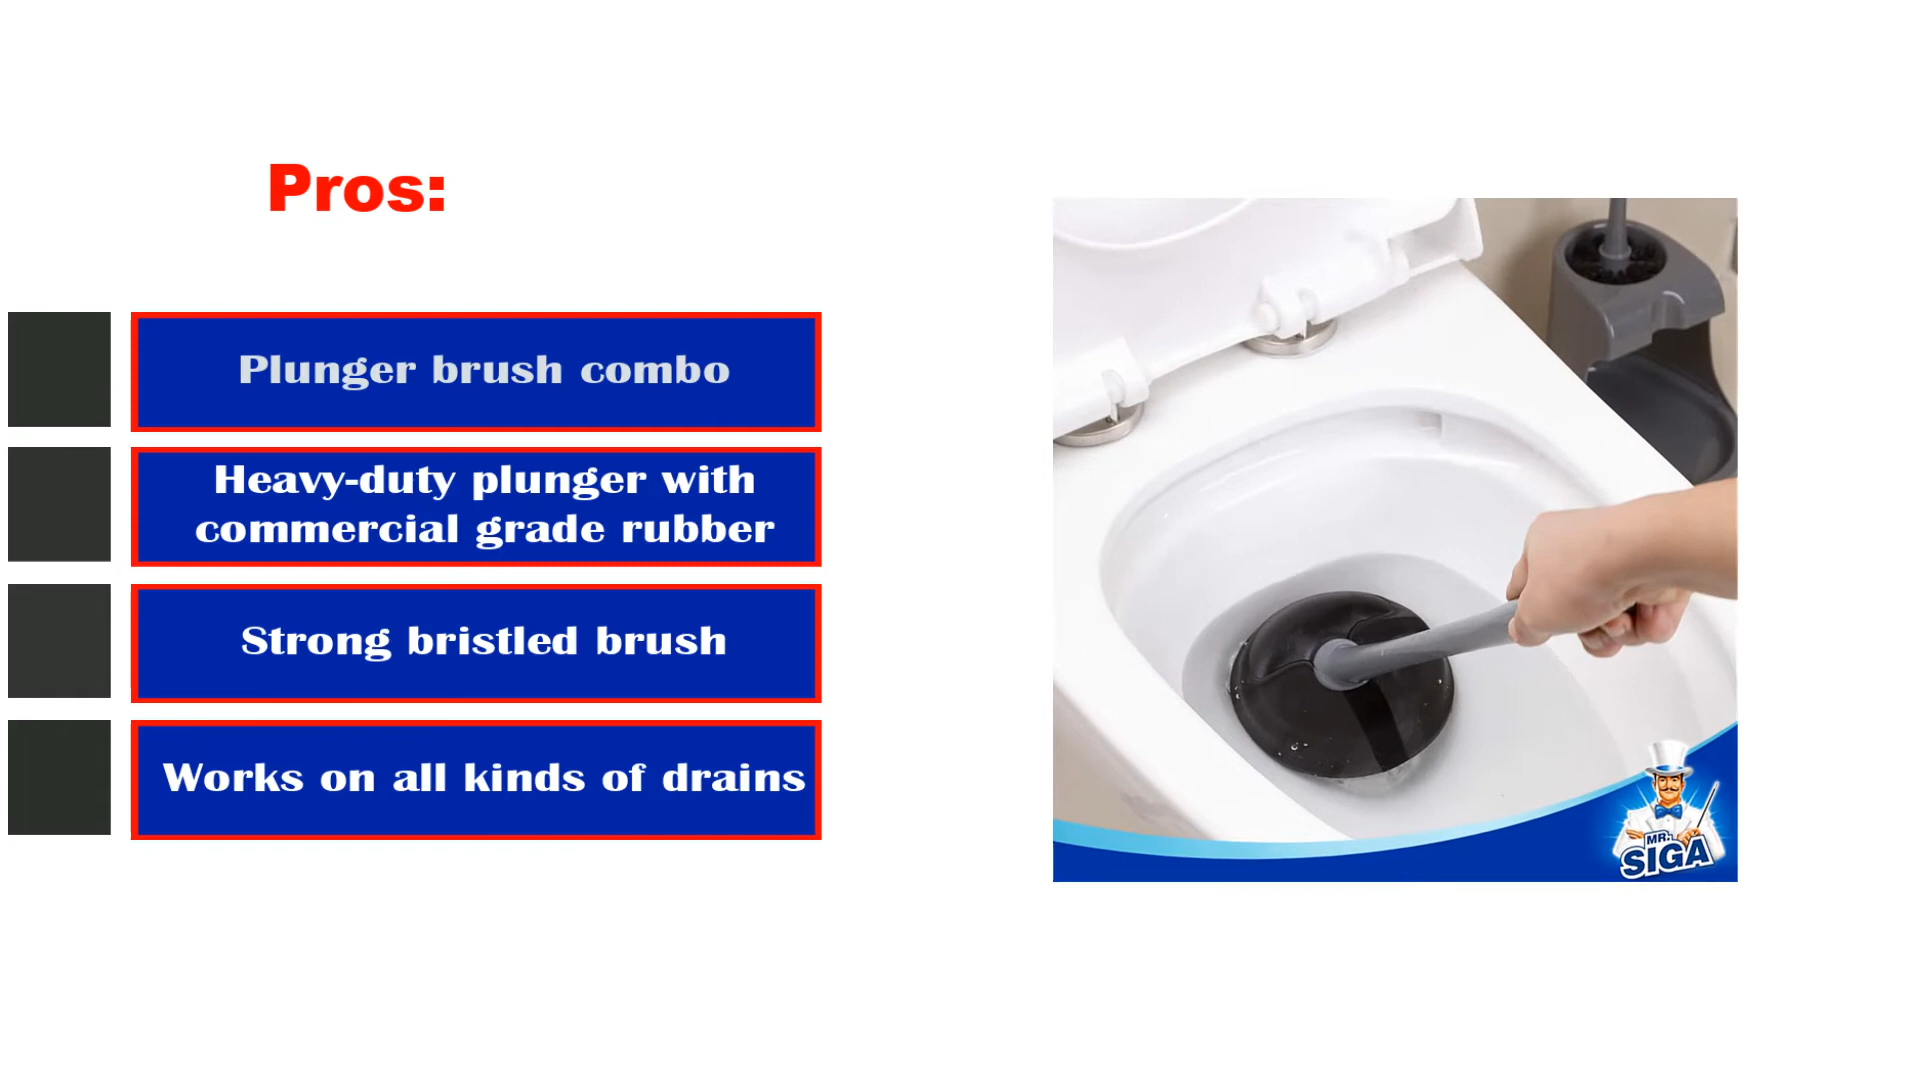 Pros:
Plunger brush combo
Heavy-duty plunger with
commercial grade rubber
Strong bristled brush
Works on all kinds of drains
MR.
SIGA